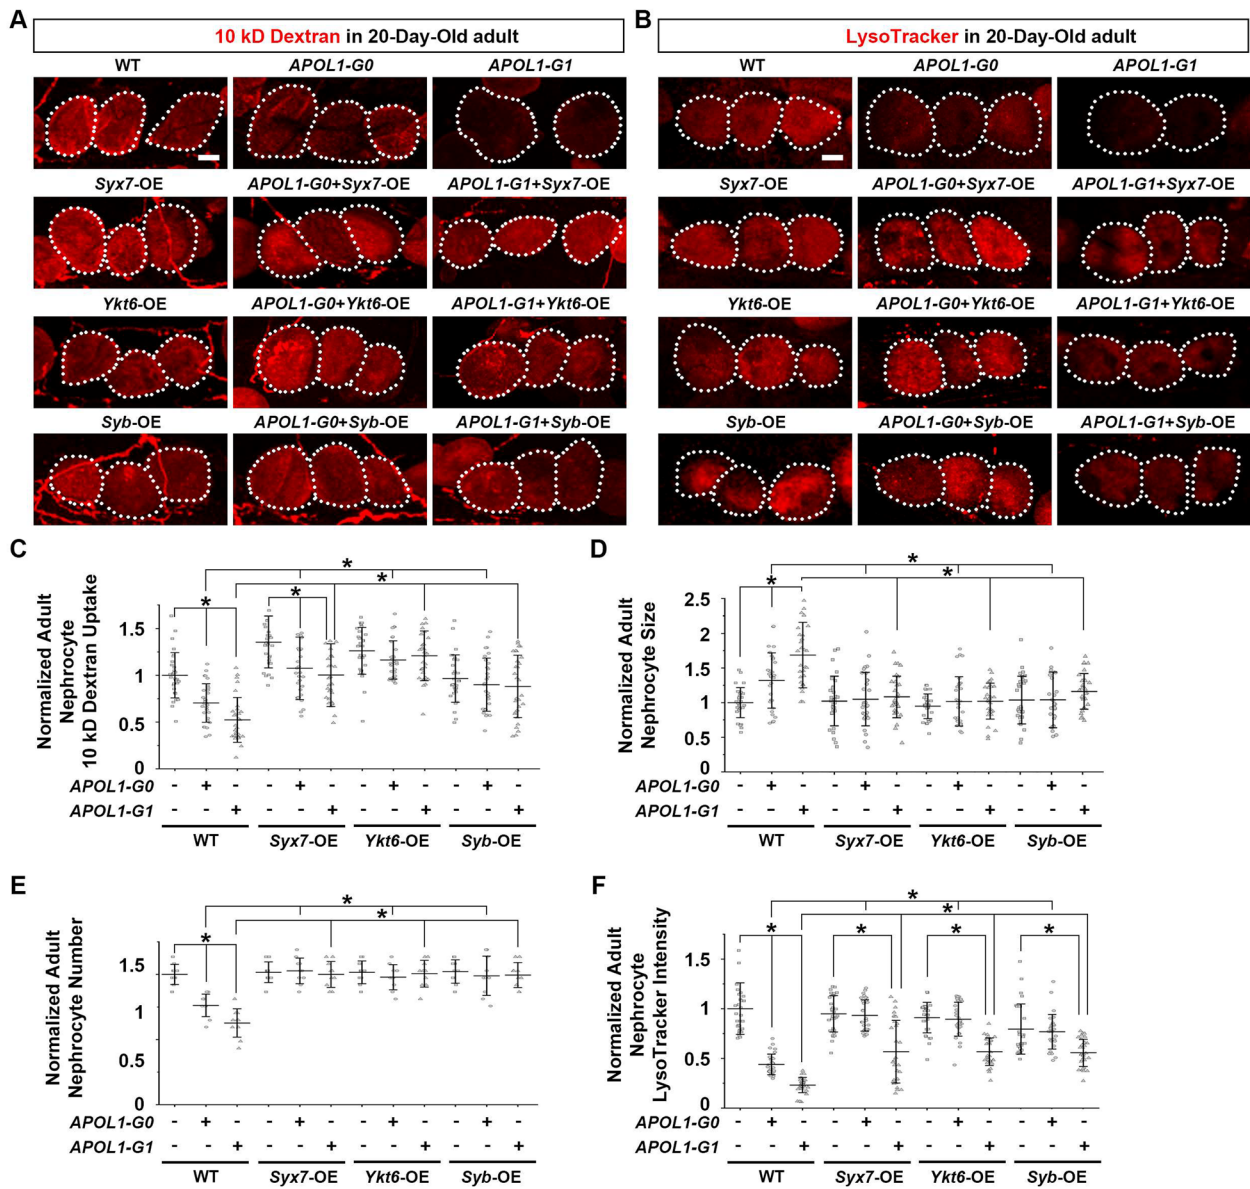 A
10 kD Dextran in 20-Day-Old adult
WT APOL1-G0 APOL1-G1
Syx7-OE APOL1-G0+Syx7-OE APOL1-G1+Syx7-OE
Ykt6-OE APOL1-G0+Ykt6-OE APOL1-G1+Ykt6-OE
Syb-OE APOL1-G0+Syb-OE APOL1-G1+Syb-OE
B
LysoTracker in 20-Day-Old adult
WT APOL1-G0 APOL1-G1
Syx7-OE APOL1-G0+Syx7-OE APOL1-G1+Syx7-OE
Ykt6-OE APOL1-G0+Ykt6-OE APOL1-G1+Ykt6-OE
Syb-OE APOL1-G0+Syb-OE APOL1-G1+Syb-OE
C
Normalized Adult
Nephrocyte
10 kD Dextran Uptake
*
*
* *
1.5
1
0.5
0
APOL1-G0 - + - - + - - + - - + -
APOL1-G1 - - + - - + - - + - - +
WT Syx7-OE Ykt6-OE Syb-OE
D
Normalized Adult
Nephrocyte Size
*
* *
2.5
2
1.5
1
0.5
0
APOL1-G0 - + - - + - - + - - + -
APOL1-G1 - - + - - + - - + - - +
WT Syx7-OE Ykt6-OE Syb-OE
E
Normalized Adult
Nephrocyte Number
*
*
*
1.5
1
0.5
0
APOL1-G0 - + - - + - - + - - + -
APOL1-G1 - - + - - + - - + - - +
WT Syx7-OE Ykt6-OE Syb-OE
F
Normalized Adult
Nephrocyte
LysoTracker Intensity
*
*
* * * *
1.5
1
0.5
0
APOL1-G0 - + - - + - - + - - + -
APOL1-G1 - - + - - + - - + - - +
WT Syx7-OE Ykt6-OE Syb-OE